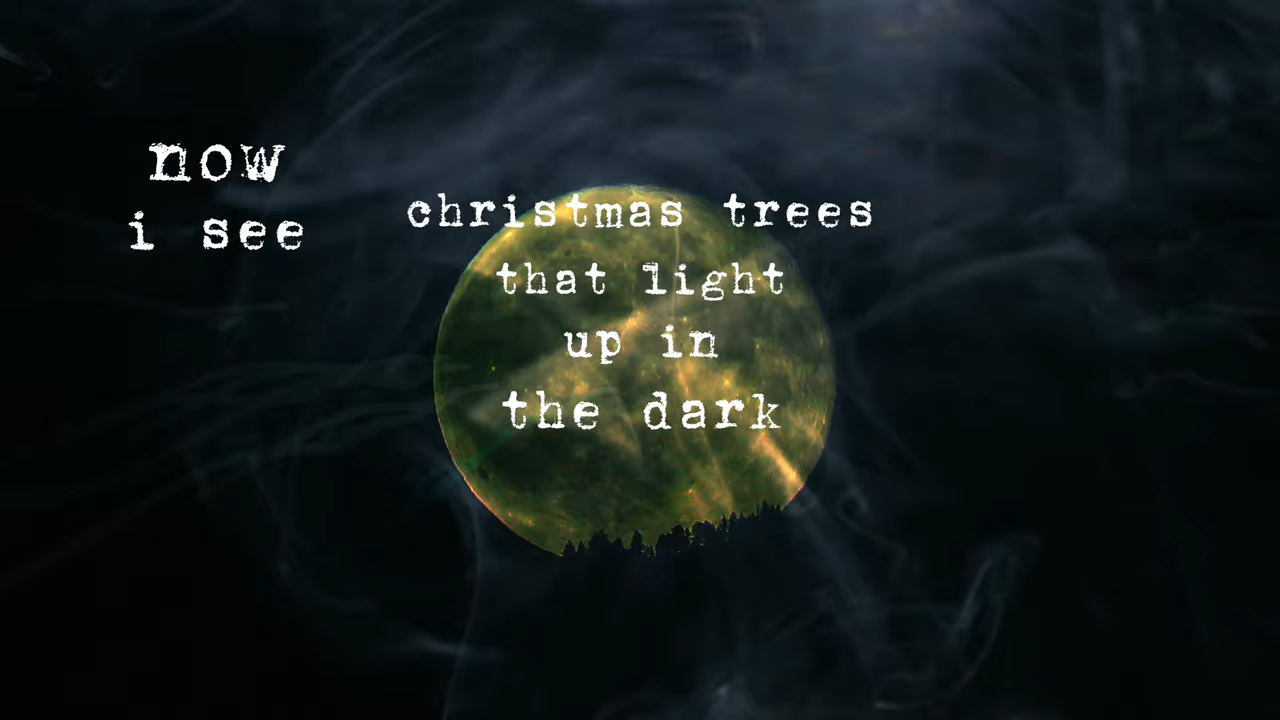 now
i see
christmas trees
that light
up in
the dark